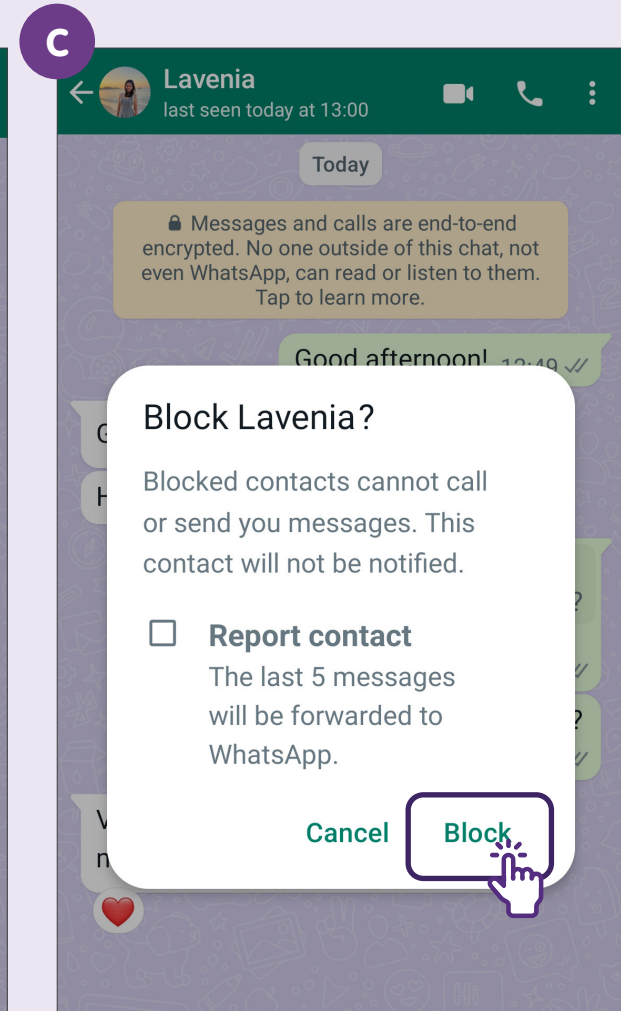 C
Lavenia
last seen today at 13:00
Today
Messages and calls are end-to-end
encrypted. No one outside of this chat, not
even WhatsApp, can read or listen to them.
Tap to learn more.
Good afternoon! 12:49
Block Lavenia?
Blocked contacts cannot call
or send you messages. This
contact will not be notified.
Report contact
The last 5 messages
will be forwarded to
WhatsApp.
Cancel Block